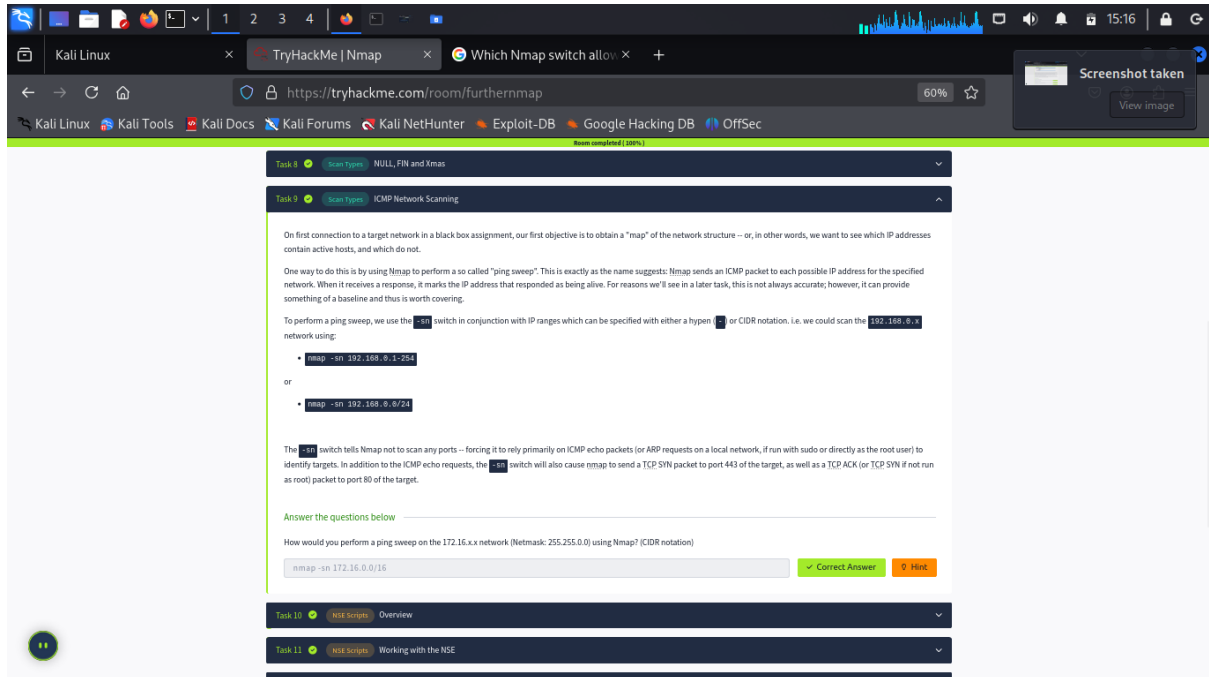 1 2 3 4
15:16
Kali Linux
TryHackMe | Nmap
Which Nmap switch allow
Screenshot taken
View image
https://tryhackme.com/room/furthernmap
60%
Kali Linux Kali Tools Kali Docs Kali Forums Kali NetHunter Exploit-DB Google Hacking DB OffSec
Room completed ( 100% )
Task 8 Scan Types NULL, FIN and Xmas
Task 9 Scan Types ICMP Network Scanning
On first connection to a target network in a black box assignment, our first objective is to obtain a "map" of the network structure -- or, in other words, we want to see which IP addresses
contain active hosts, and which do not.
One way to do this is by using Nmap to perform a so called "ping sweep". This is exactly as the name suggests: Nmap sends an ICMP packet to each possible IP address for the specified
network. When it receives a response, it marks the IP address that responded as being alive. For reasons we'll see in a later task, this is not always accurate; however, it can provide
something of a baseline and thus is worth covering.
To perform a ping sweep, we use the -sn switch in conjunction with IP ranges which can be specified with either a hypen ( - ) or CIDR notation. i.e. we could scan the 192.168.0.x
network using:
• nmap -sn 192.168.0.1-254
or
• nmap -sn 192.168.0.0/24
The -sn switch tells Nmap not to scan any ports -- forcing it to rely primarily on ICMP echo packets (or ARP requests on a local network, if run with sudo or directly as the root user) to
identify targets. In addition to the ICMP echo requests, the -sn switch will also cause nmap to send a TCP SYN packet to port 443 of the target, as well as a TCP ACK (or TCP SYN if not run
as root) packet to port 80 of the target.
Answer the questions below
How would you perform a ping sweep on the 172.16.x.x network (Netmask: 255.255.0.0) using Nmap? (CIDR notation)
nmap -sn 172.16.0.0/16
Correct Answer
Hint
Task 10 NSE Scripts Overview
Task 11 NSE Scripts Working with the NSE